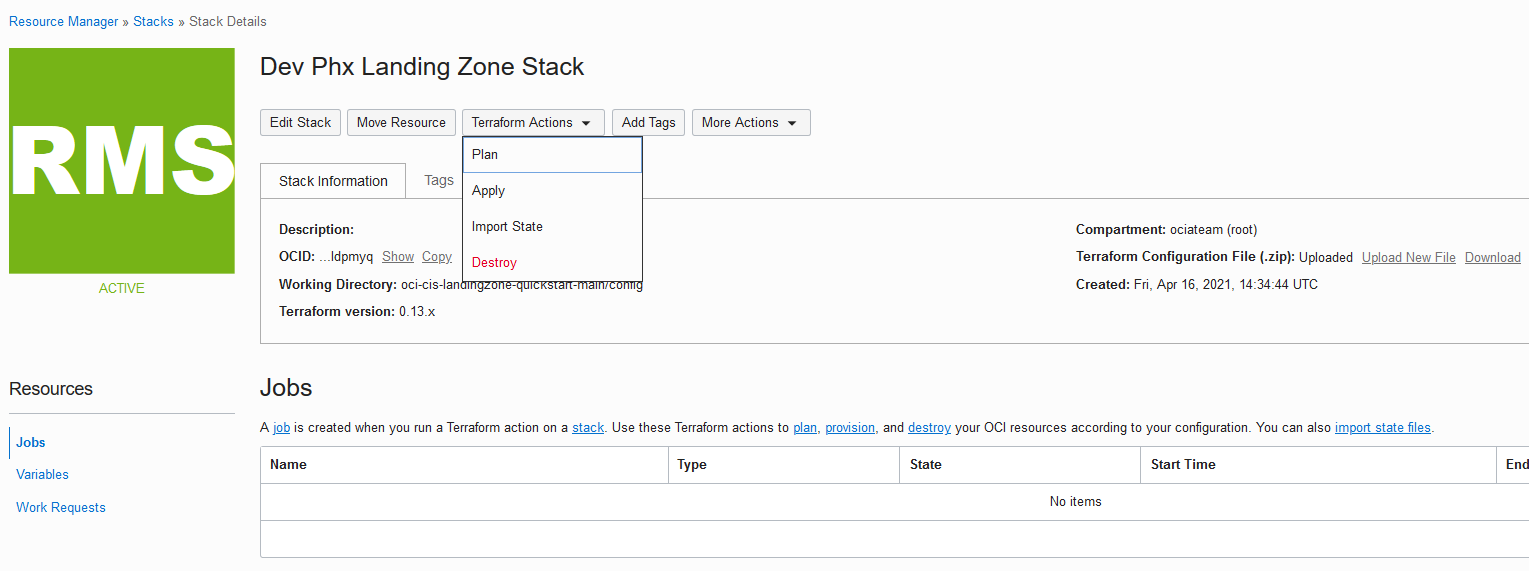 Resource Manager » Stacks » Stack Details
RMS
ACTIVE
Dev Phx Landing Zone Stack
Edit Stack Move Resource Terraform Actions Add Tags More Actions
Plan
Apply
Import State
Destroy
Stack Information Tags
Description:
OCID: ...ldpmyq Show Copy
Working Directory: oci-cis-landingzone-quickstart-main/config
Terraform version: 0.13.x
Compartment: ociateam (root)
Terraform Configuration File (.zip): Uploaded Upload New File Download
Created: Fri, Apr 16, 2021, 14:34:44 UTC
Resources
Jobs
Variables
Work Requests
Jobs
A job is created when you run a Terraform action on a stack. Use these Terraform actions to plan, provision, and destroy your OCI resources according to your configuration. You can also import state files.
Name Type State Start Time End
No items